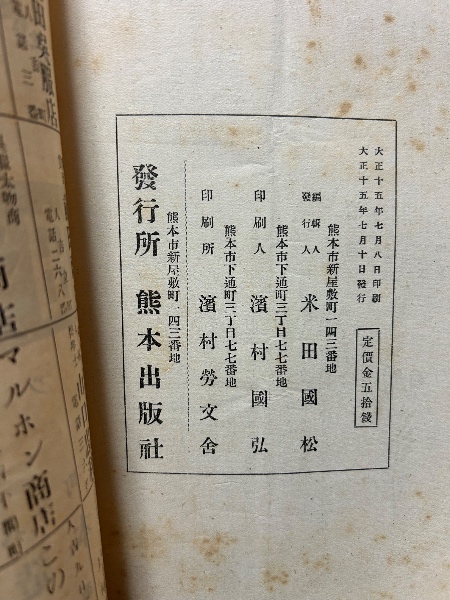 大正十五年七月八日印刷
大正十五年七月十日發行
定價金五拾錢
熊本市新屋敷町一四三番地
編輯人
發行人
米田國松
熊本市下通町三丁目七七番地
印刷人 濱村國弘
熊本市下通町三丁目七七番地
印刷所 濱村勞文舍
熊本市新屋敷町一四三番地
發行所 熊本出版社
呉服店
マルホン商店